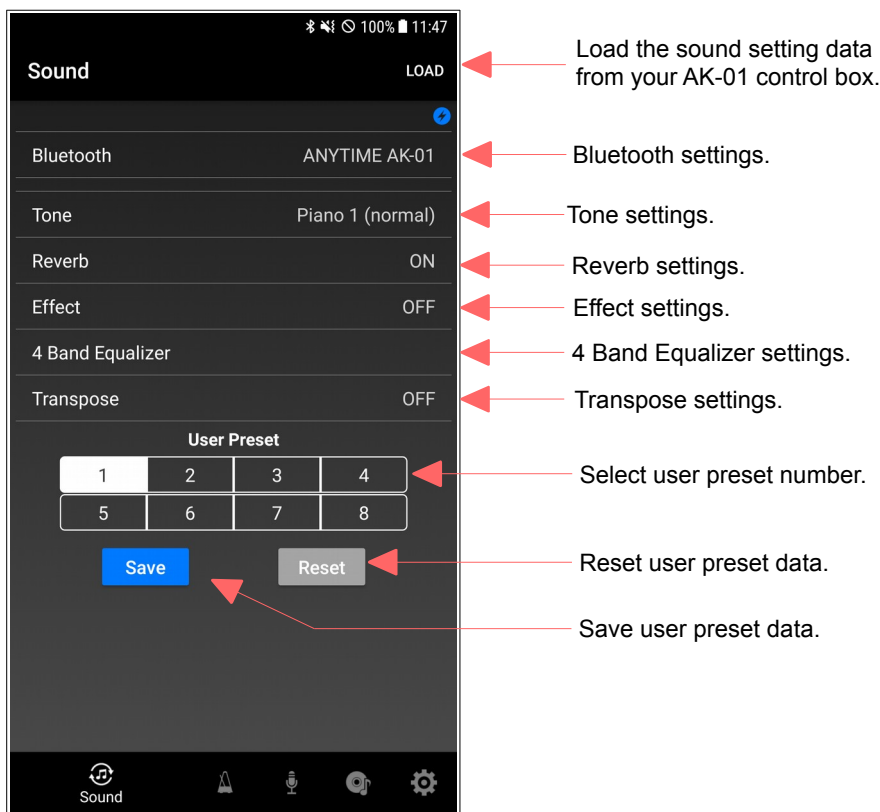 100% 11:47
Sound LOAD
Load the sound setting data
from your AK-01 control box.
Bluetooth ANYTIME AK-01
Bluetooth settings.
Tone Piano 1 (normal)
Tone settings.
Reverb ON
Reverb settings.
Effect OFF
Effect settings.
4 Band Equalizer
4 Band Equalizer settings.
Transpose OFF
Transpose settings.
User Preset
1 2 3 4
Select user preset number.
5 6 7 8
Save Reset
Reset user preset data.
Save user preset data.
Sound